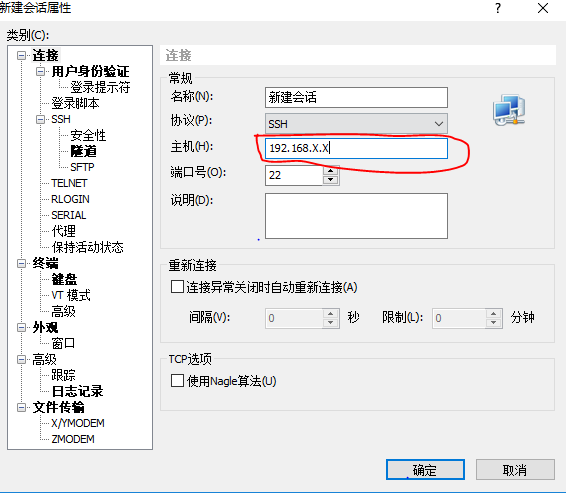 新建会话属性
?
类别(C):
连接
用户身份验证
登录提示符
登录脚本
SSH
安全性
隧道
SFTP
TELNET
RLOGIN
SERIAL
代理
保持活动状态
终端
键盘
VT 模式
高级
外观
窗口
高级
跟踪
日志记录
文件传输
X/YMODEM
ZMODEM
连接
常规
名称(N): 新建会话
协议(P): SSH
主机(H): 192.168.X.X
端口号(O): 22
说明(D):
重新连接
连接异常关闭时自动重新连接(A)
间隔(V): 0 秒 限制(L): 0 分钟
TCP选项
使用Nagle算法(U)
确定 取消